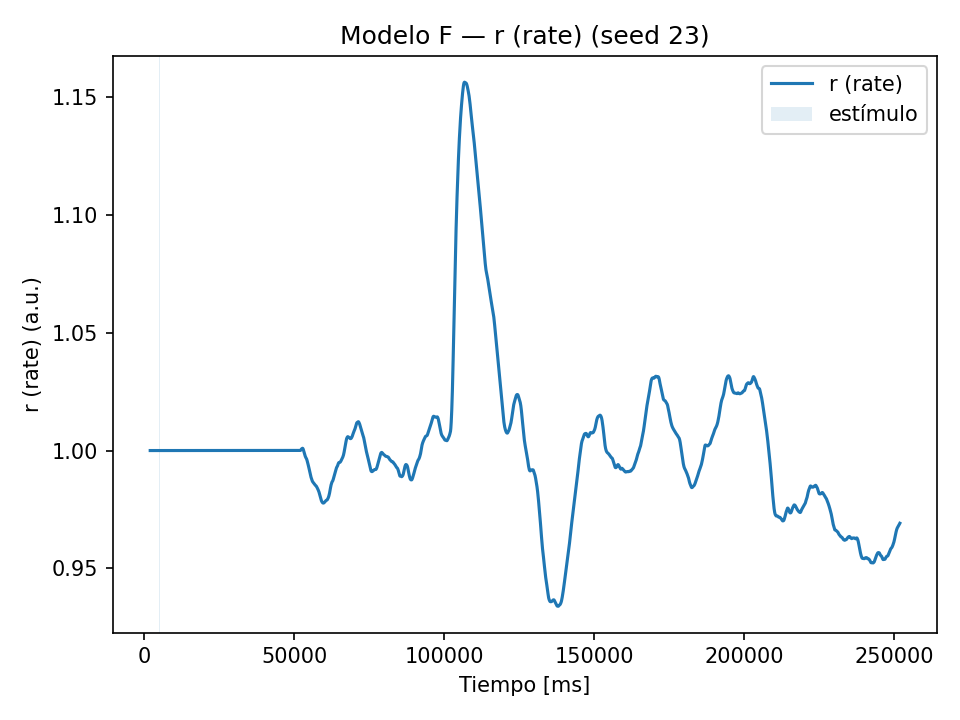 Modelo F — r (rate) (seed 23)
r (rate)
estímulo
r (rate) (a.u.)
1.15
1.10
1.05
1.00
0.95
0
50000
100000
150000
200000
250000
Tiempo [ms]